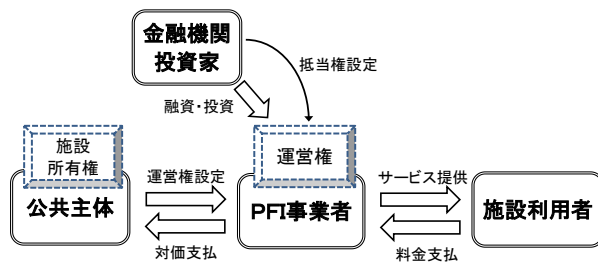 金融機関
投資家
抵当権設定
融資・投資
施設
所有権
運営権
運営権設定
サービス提供
公共主体
PFI事業者
施設利用者
対価支払
料金支払